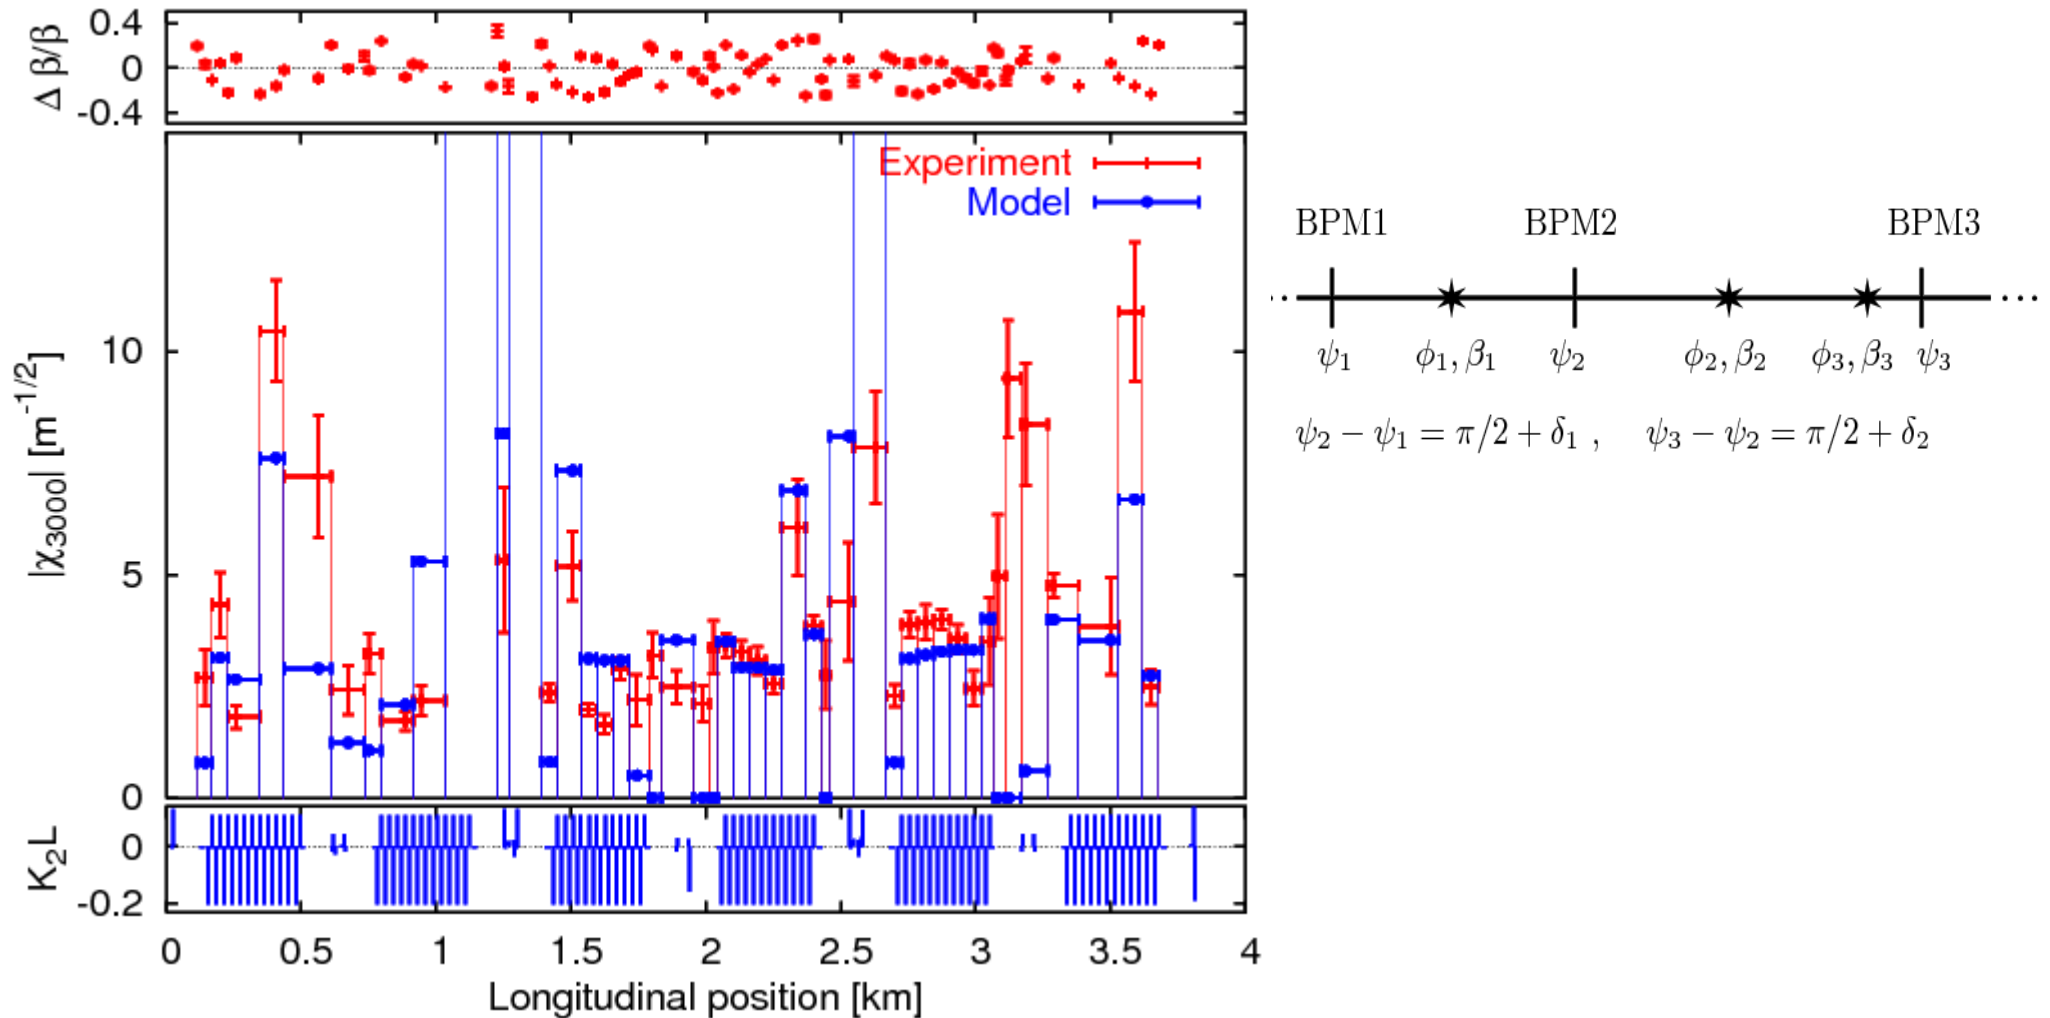 0.4
0
-0.4
Δ β/β
Experiment
Model
10
5
0
|χ3000| [m-1/2]
0
-0.2
K2L
0 0.5 1 1.5 2 2.5 3 3.5 4
Longitudinal position [km]
BPM1 BPM2 BPM3
ψ1 ϕ1, β1 ψ2 ϕ2, β2 ϕ3, β3 ψ3
ψ2 − ψ1 = π/2 + δ1 , ψ3 − ψ2 = π/2 + δ2